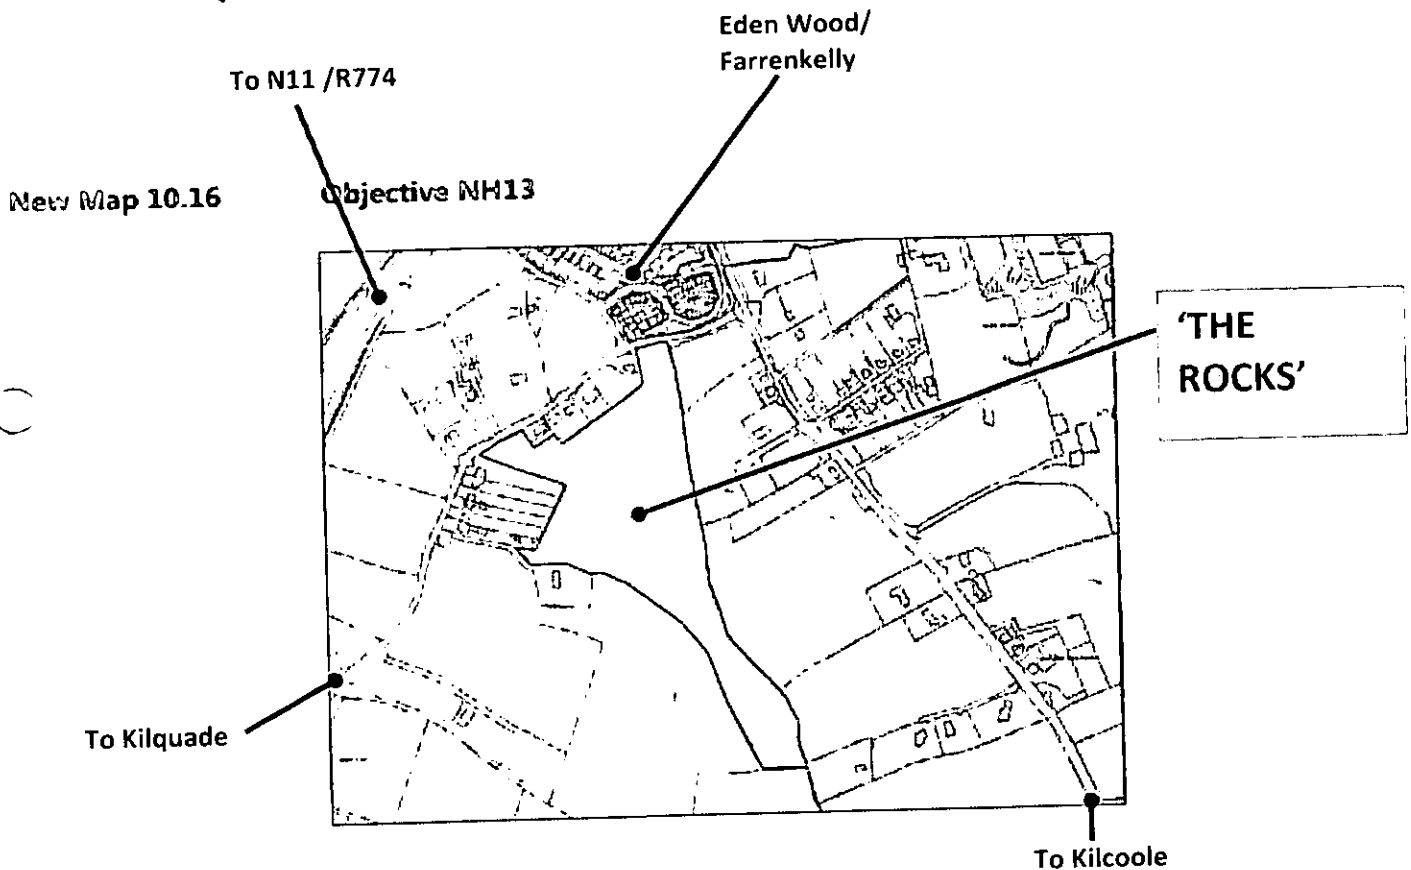 Eden Wood/
Farrenkelly
To N11 /R774
New Map 10.16 Objective NH13
'THE
ROCKS'
To Kilquade
To Kilcoole